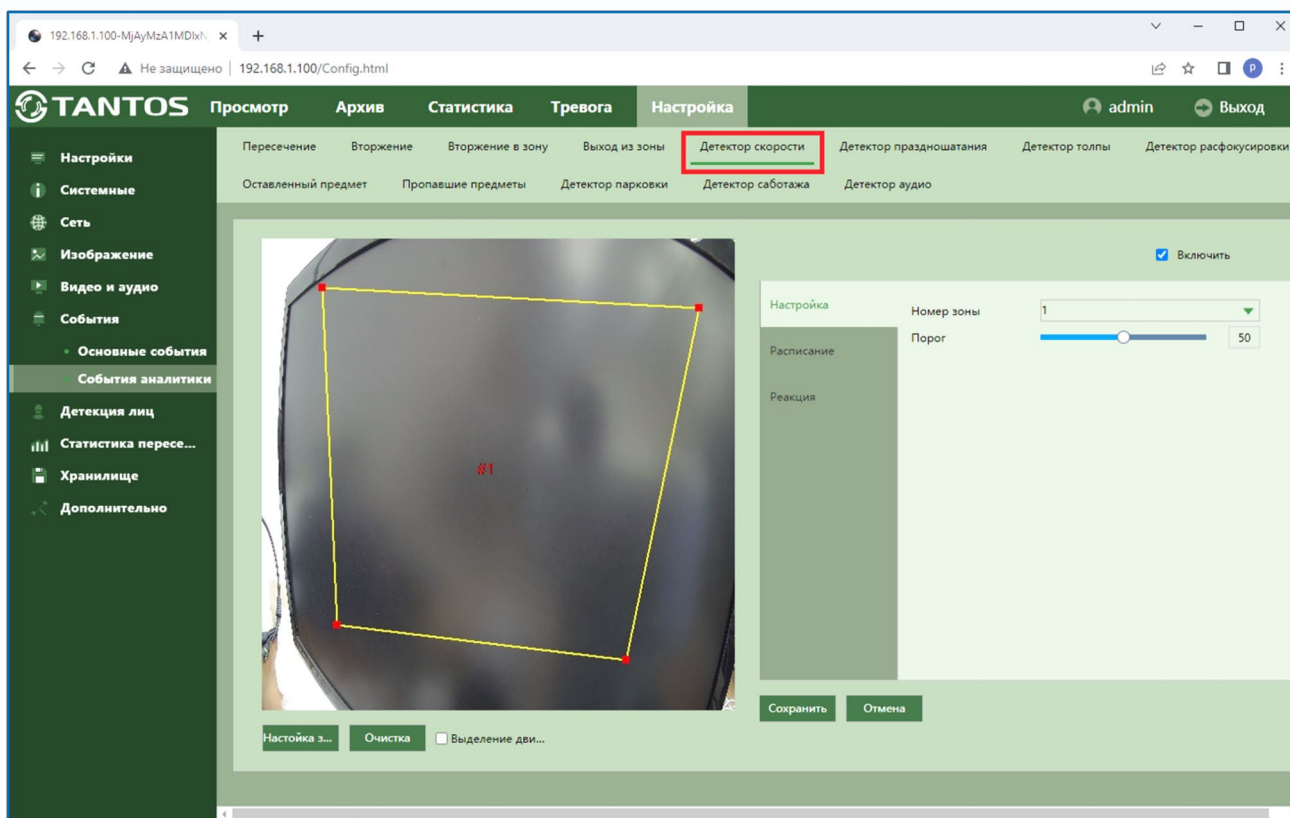 192.168.1.100-MjAyMzA1MDIxN
Не защищено 192.168.1.100/Config.html P
TANTOS Просмотр Архив Статистика Тревога Настройка admin Выход
Пересечение Вторжение Вторжение в зону Выход из зоны Детектор скорости Детектор праздношатания Детектор толпы Детектор расфокусировки
Оставленный предмет Пропавшие предметы Детектор парковки Детектор саботажа Детектор аудио
Настройки
Системные
Сеть
Изображение
Видео и аудио
События
Основные события
События аналитики
Детекция лиц
Статистика пересе...
Хранилище
Дополнительно
#1
Включить
Настройка
Расписание
Реакция
Номер зоны 1
Порог 50
Сохранить Отмена
Настойка з... Очистка Выделение дви...